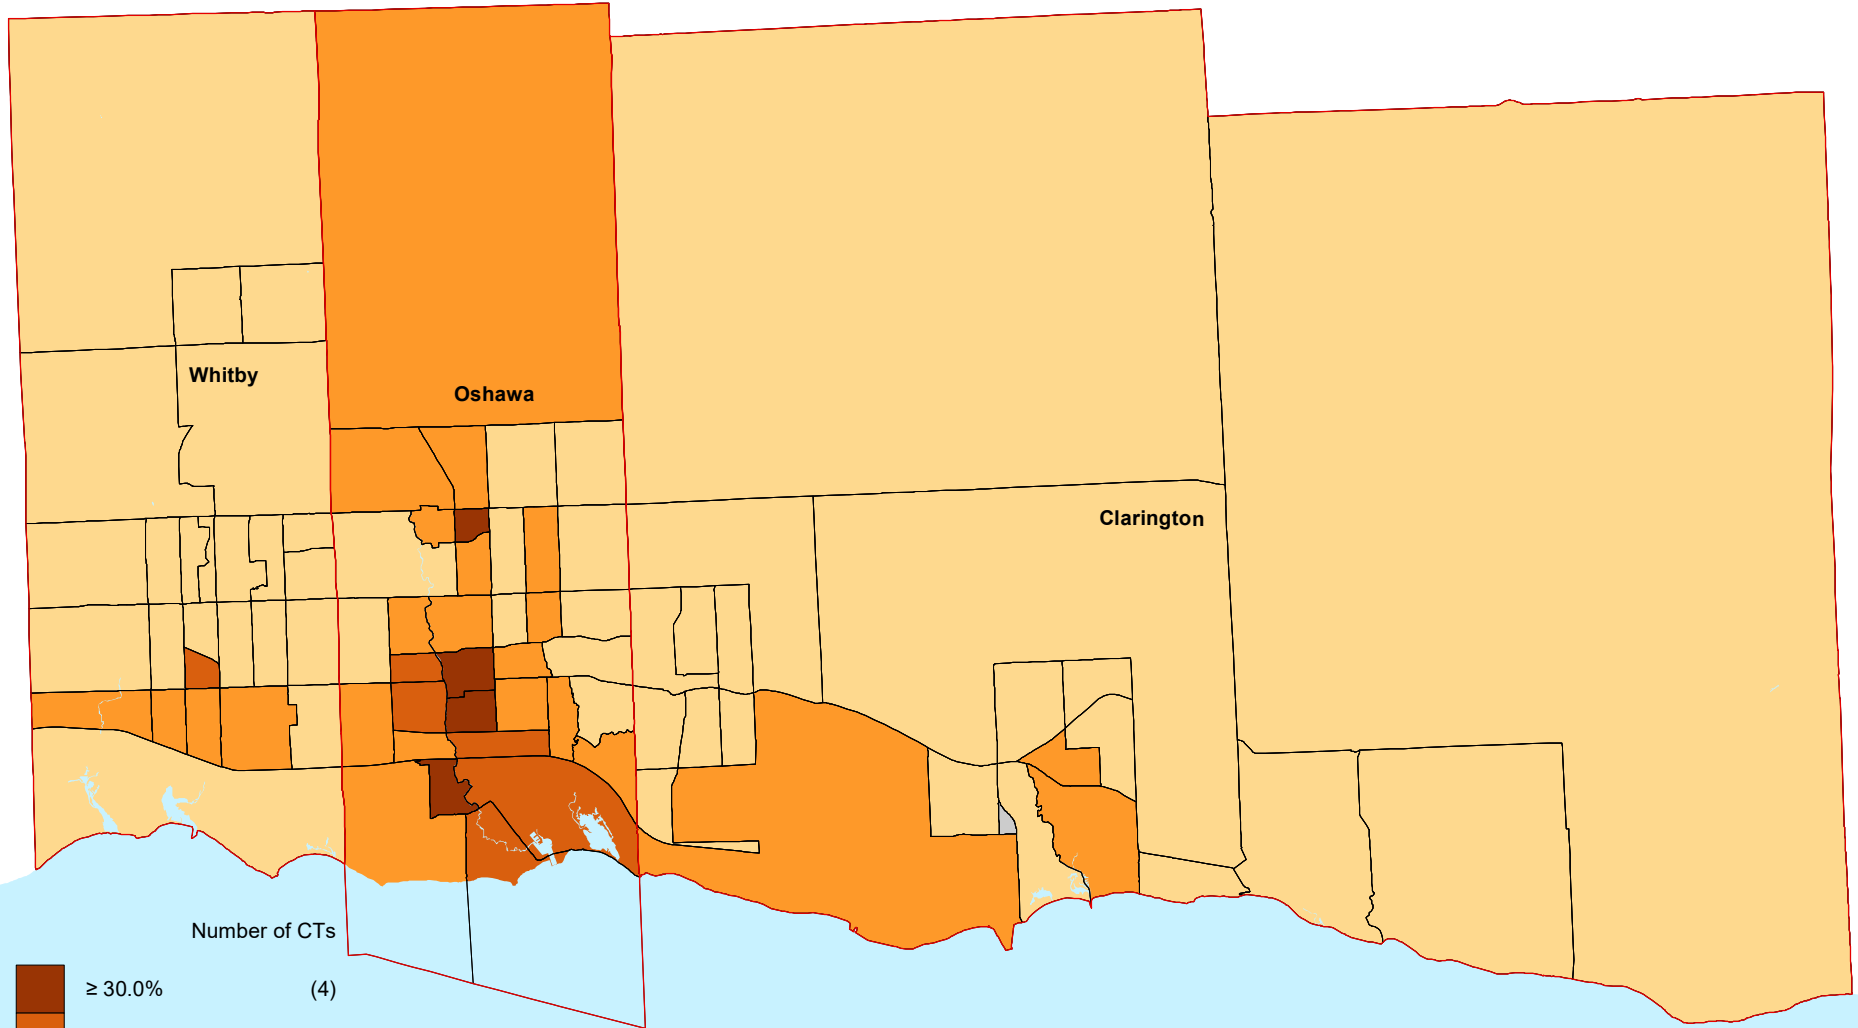 Whitby
Oshawa
Clarington
Number of CTs
≥ 30.0% (4)